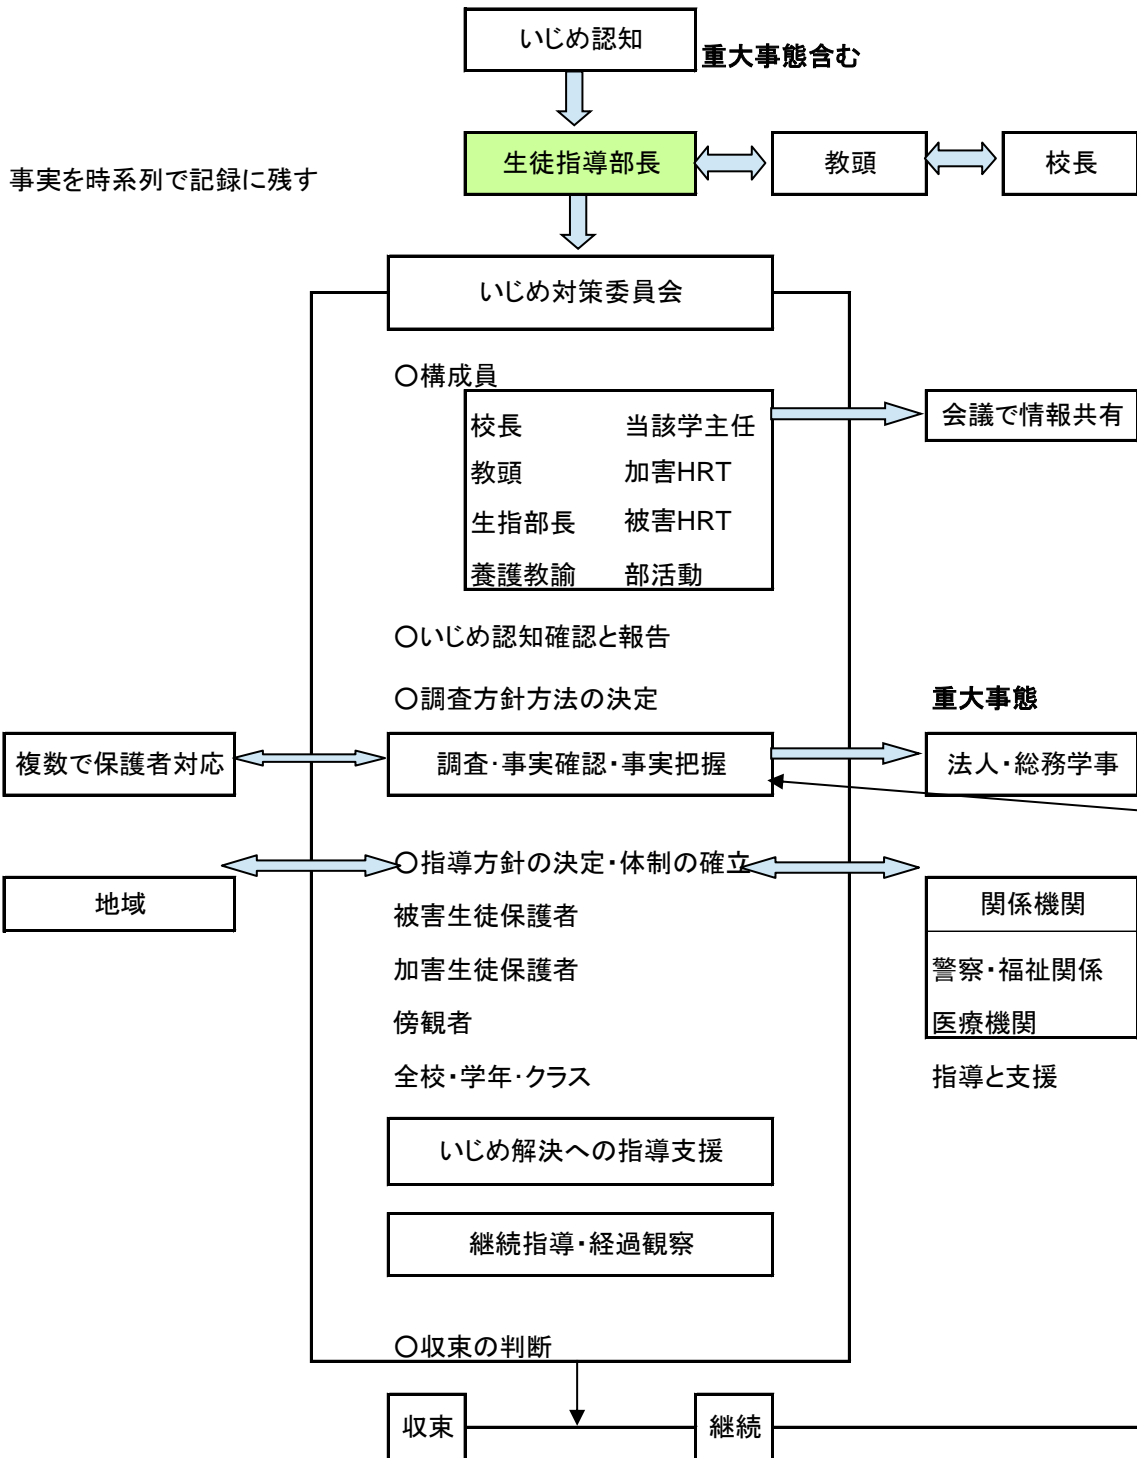 いじめ認知
重大事態含む
生徒指導部長
教頭
校長
事実を時系列で記録に残す
いじめ対策委員会
〇構成員
校長 当該学主任
教頭 加害HRT
生指部長 被害HRT
養護教諭 部活動
会議で情報共有
〇いじめ認知確認と報告
〇調査方針方法の決定
重大事態
複数で保護者対応
調査・事実確認・事実把握
法人・総務学事
〇指導方針の決定・体制の確立
地域
関係機関
被害生徒保護者
加害生徒保護者
警察・福祉関係
傍観者
医療機関
全校・学年・クラス
指導と支援
いじめ解決への指導支援
継続指導・経過観察
〇収束の判断
収束
継続